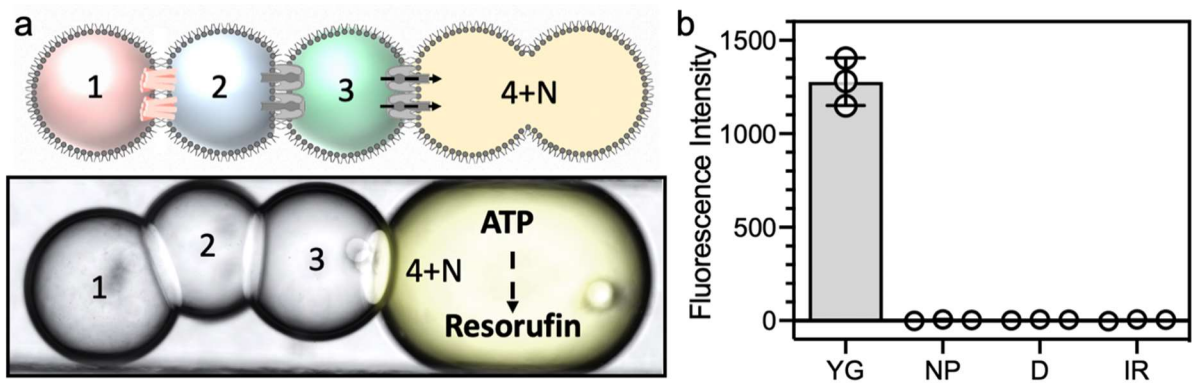 a
1
2
3
4+N
1
2
3
4+N
ATP
Resorufin
b
Fluorescence Intensity
1500
1000
500
0
YG NP D IR